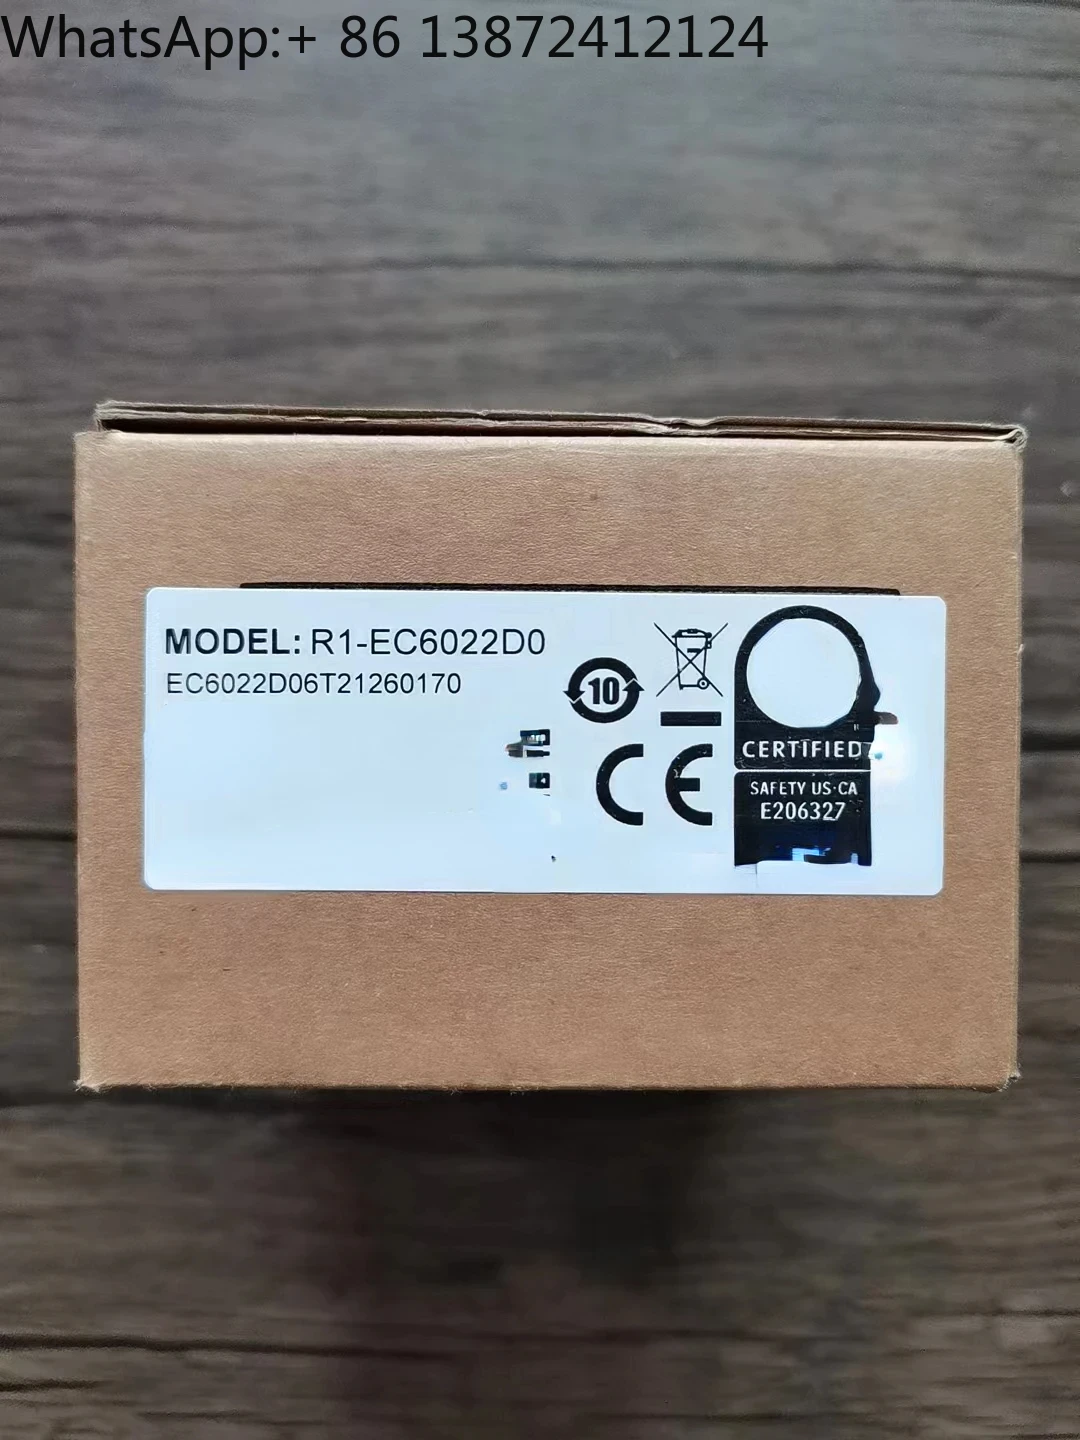 WhatsApp:+ 86 13872412124
MODEL: R1-EC6022D0
EC6022D06T21260170
10
CE
CERTIFIED
SAFETY US·CA
E206327